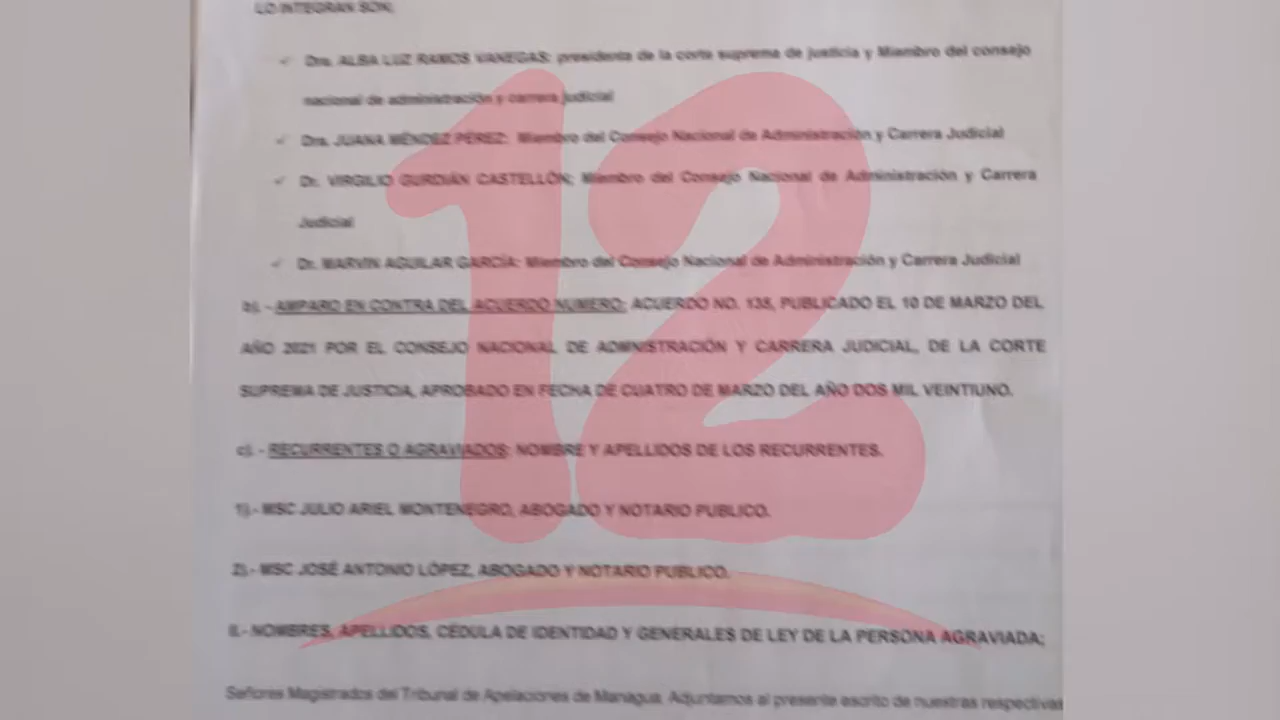 LO INTEGRAN SON;
✓ Dra. ALBA LUZ RAMOS VANEGAS: presidenta de la corte suprema de justicia y Miembro del consejo
nacional de administración y carrera judicial
✓ Dra. JUANA MÉNDEZ PÉREZ: Miembro del Consejo Nacional de Administración y Carrera Judicial
✓ Dr. VIRGILIO GURDIÁN CASTELLÓN; Miembro del Consejo Nacional de Administración y Carrera
Judicial
✓ Dr. MARVIN AGUILAR GARCÍA: Miembro del Consejo Nacional de Administración y Carrera Judicial
b). - AMPARO EN CONTRA DEL ACUERDO NUMERO; ACUERDO NO. 138, PUBLICADO EL 10 DE MARZO DEL
AÑO 2021 POR EL CONSEJO NACIONAL DE ADMINISTRACIÓN Y CARRERA JUDICIAL, DE LA CORTE
SUPREMA DE JUSTICIA, APROBADO EN FECHA DE CUATRO DE MARZO DEL AÑO DOS MIL VEINTIUNO.
c). - RECURRENTES O AGRAVIADOS: NOMBRE Y APELLIDOS DE LOS RECURRENTES.
1).- MSC JULIO ARIEL MONTENEGRO, ABOGADO Y NOTARIO PUBLICO.
2).- MSC JOSÉ ANTONIO LÓPEZ, ABOGADO Y NOTARIO PUBLICO.
II.- NOMBRES, APELLIDOS, CÉDULA DE IDENTIDAD Y GENERALES DE LEY DE LA PERSONA AGRAVIADA;
Señores Magistrados del Tribunal de Apelaciones de Managua. Adjuntamos al presente escrito de nuestras respectivas
12